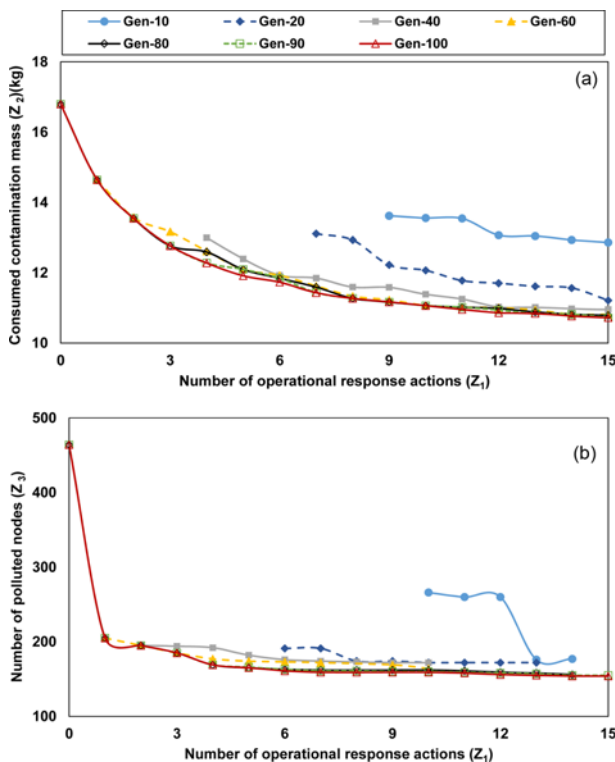 Gen-10 Gen-20 Gen-40 Gen-60
Gen-80 Gen-90 Gen-100
(a)
Consumed contamination mass (Z2)(kg)
18
16
14
12
10
0 3 6 9 12 15
Number of operational response actions (Z1)
(b)
Number of polluted nodes (Z3)
500
400
300
200
100
0 3 6 9 12 15
Number of operational response actions (Z1)